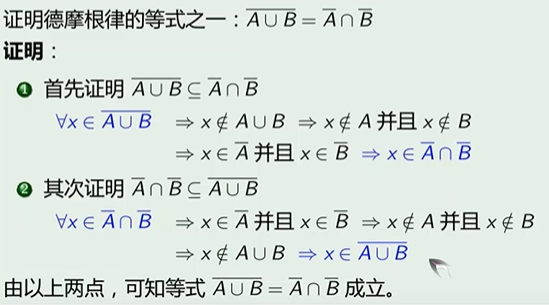 证明德摩根律的等式之一：$\overline{A \cup B} = \overline{A} \cap \overline{B}$
证明：
❶ 首先证明 $\overline{A \cup B} \subseteq \overline{A} \cap \overline{B}$
$\forall x \in \overline{A \cup B}$ $\Rightarrow x \notin A \cup B$ $\Rightarrow x \notin A$ 并且 $x \notin B$
$\Rightarrow x \in \overline{A}$ 并且 $x \in \overline{B}$ $\Rightarrow x \in \overline{A} \cap \overline{B}$
❷ 其次证明 $\overline{A} \cap \overline{B} \subseteq \overline{A \cup B}$
$\forall x \in \overline{A} \cap \overline{B}$ $\Rightarrow x \in \overline{A}$ 并且 $x \in \overline{B}$ $\Rightarrow x \notin A$ 并且 $x \notin B$
$\Rightarrow x \notin A \cup B$ $\Rightarrow x \in \overline{A \cup B}$
由以上两点，可知等式 $\overline{A \cup B} = \overline{A} \cap \overline{B}$ 成立。